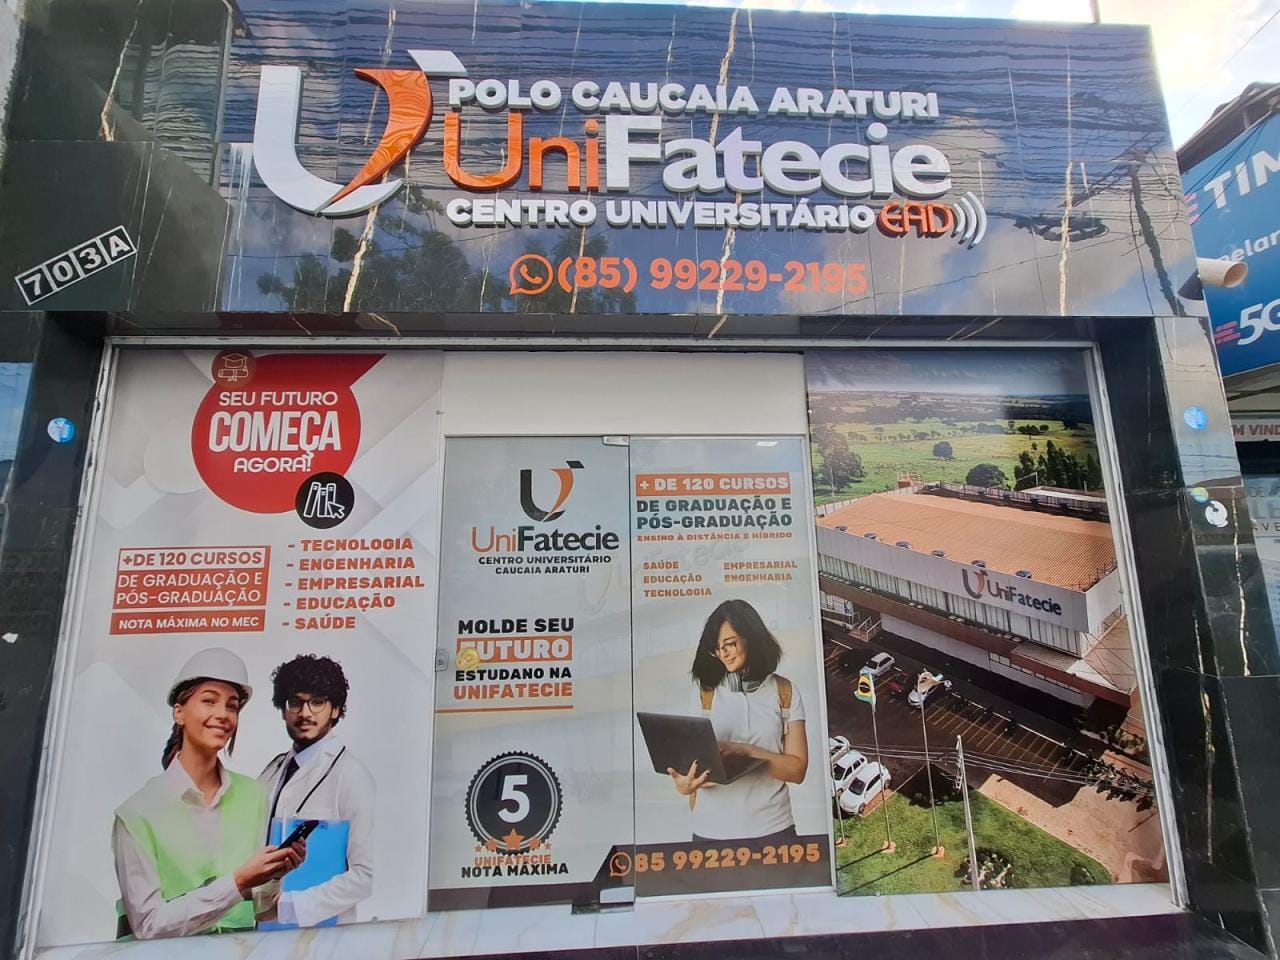 POLO CAUCAIA ARATURI
UniFatecie
CENTRO UNIVERSITÁRIO EAD
(85) 99229-2195
703A
TIM
5G
SEU FUTURO
COMEÇA
AGORA!
+DE 120 CURSOS
DE GRADUAÇÃO E
PÓS-GRADUAÇÃO
NOTA MÁXIMA NO MEC
- TECNOLOGIA
- ENGENHARIA
- EMPRESARIAL
- EDUCAÇÃO
- SAÚDE
UniFatecie
CENTRO UNIVERSITÁRIO
CAUCAIA ARATURI
MOLDE SEU
FUTURO
ESTUDANO NA
UNIFATECIE
5
UNIFATECIE
NOTA MÁXIMA
+ DE 120 CURSOS
DE GRADUAÇÃO E
PÓS-GRADUAÇÃO
ENSINO À DISTÂNCIA E HÍBRIDO
SAÚDE EMPRESARIAL
EDUCAÇÃO ENGENHARIA
TECNOLOGIA
85 99229-2195
UniFatecie